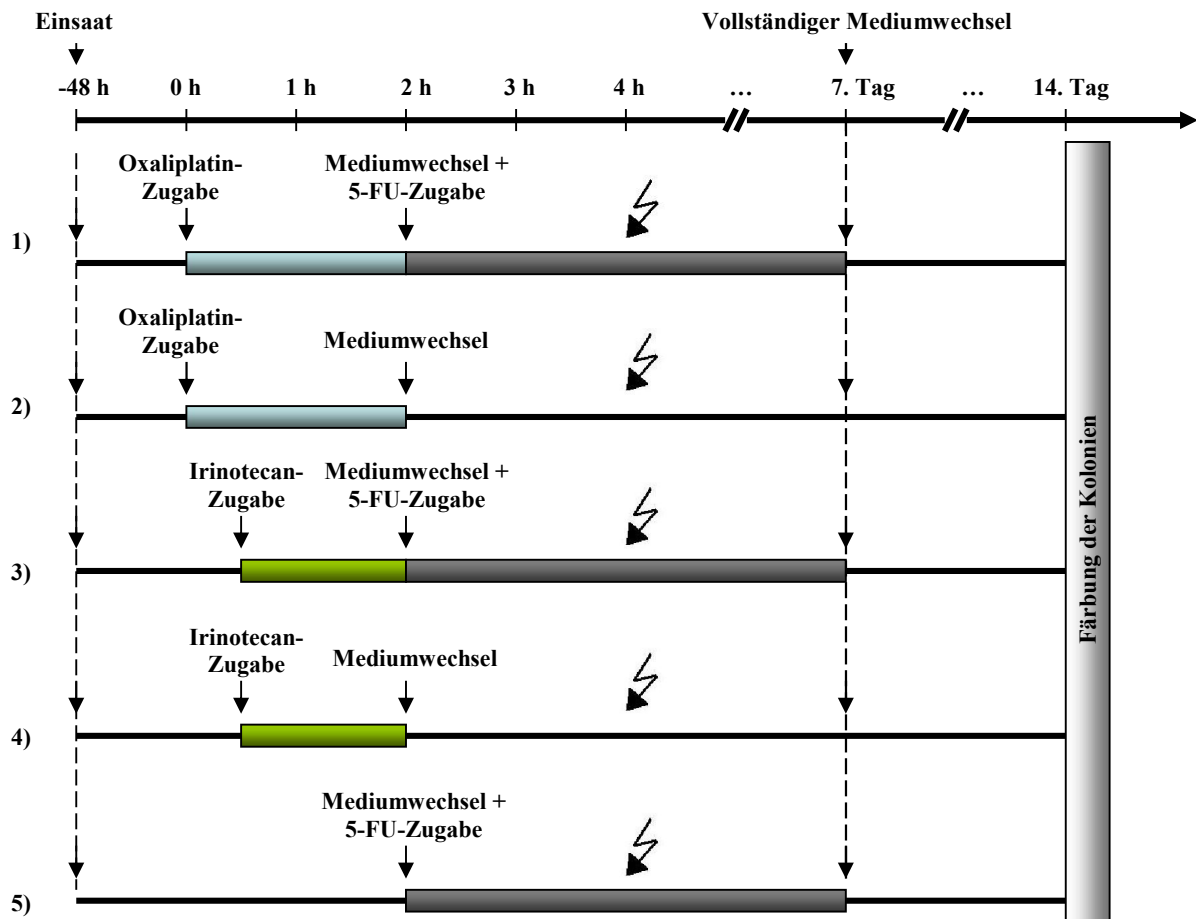 Einsaat
Vollständiger Mediumwechsel
-48 h 0 h 1 h 2 h 3 h 4 h … 7. Tag … 14. Tag
Oxaliplatin-
Zugabe
Mediumwechsel +
5-FU-Zugabe
1)
Oxaliplatin-
Zugabe
Mediumwechsel
2)
Irinotecan-
Zugabe
Mediumwechsel +
5-FU-Zugabe
3)
Irinotecan-
Zugabe
Mediumwechsel
4)
Mediumwechsel +
5-FU-Zugabe
5)
Färbung der Kolonien